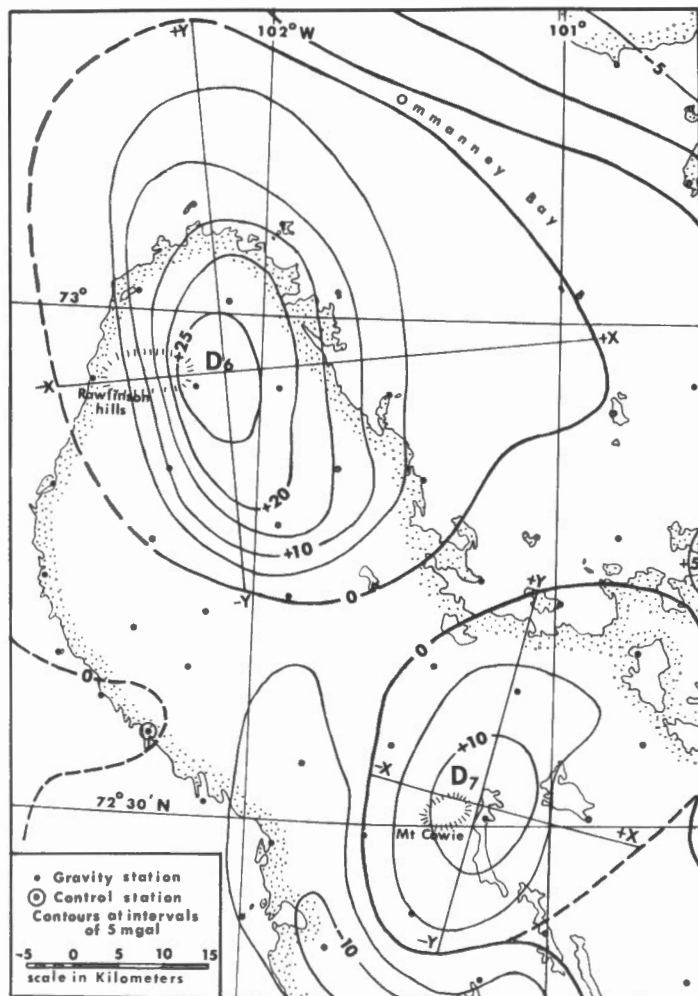 +Y
102° W
101°
-5
Ommanney Bay
73°
+25
D6
+X
-X
Rawlinson
hills
+20
+10
-Y
0
+5
+Y
0
0
+10
D7
-X
72° 30' N
Mt Cowie
+X
-Y
-10
• Gravity station
Control station
Contours at intervals
of 5 mgal
-5 0 5 10 15
scale in Kilometers